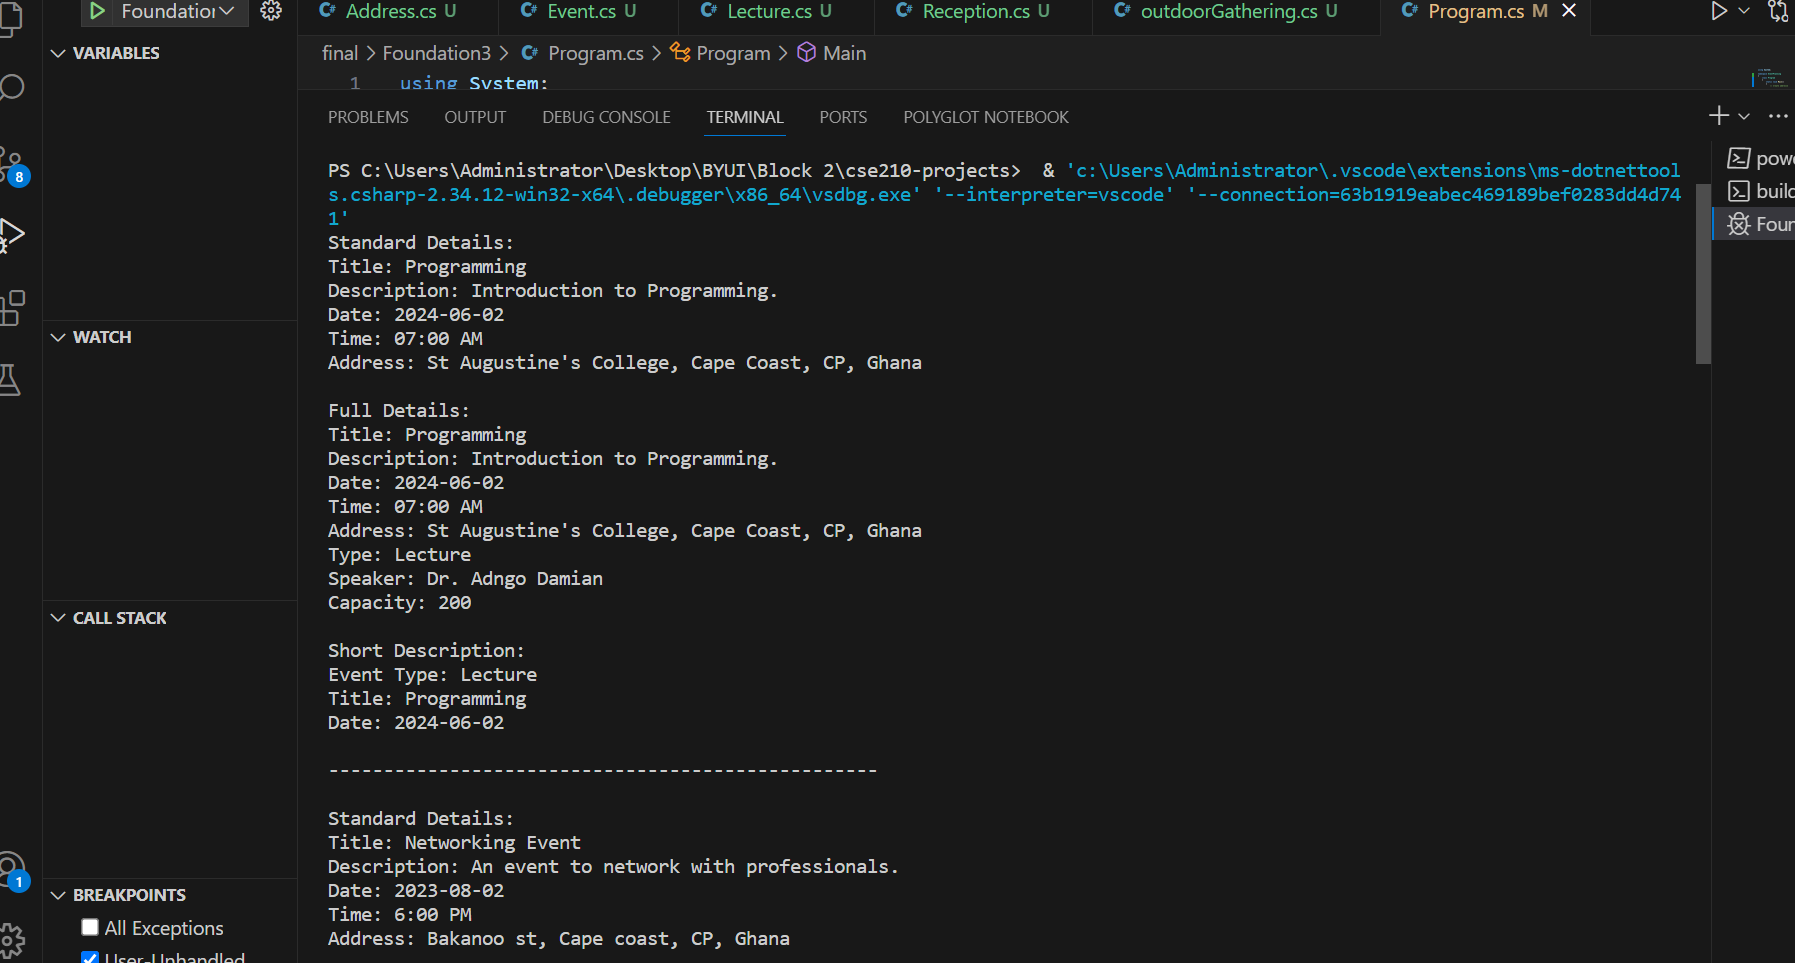 Foundation
Address.cs U
Event.cs U
Lecture.cs U
Reception.cs U
outdoorGathering.cs U
Program.cs M
VARIABLES
final > Foundation3 > Program.cs > Program > Main
1 using System;
PROBLEMS OUTPUT DEBUG CONSOLE TERMINAL PORTS POLYGLOT NOTEBOOK
8
PS C:\Users\Administrator\Desktop\BYUI\Block 2\cse210-projects>  & 'c:\Users\Administrator\.vscode\extensions\ms-dotnettool
s.csharp-2.34.12-win32-x64\.debugger\x86_64\vsdbg.exe' '--interpreter=vscode' '--connection=63b1919eabec469189bef0283dd4d74
1'
Standard Details:
Title: Programming
Description: Introduction to Programming.
Date: 2024-06-02
Time: 07:00 AM
Address: St Augustine's College, Cape Coast, CP, Ghana
Full Details:
Title: Programming
Description: Introduction to Programming.
Date: 2024-06-02
Time: 07:00 AM
Address: St Augustine's College, Cape Coast, CP, Ghana
Type: Lecture
Speaker: Dr. Adngo Damian
Capacity: 200
Short Description:
Event Type: Lecture
Title: Programming
Date: 2024-06-02
--------------------------------------------------
Standard Details:
Title: Networking Event
Description: An event to network with professionals.
Date: 2023-08-02
Time: 6:00 PM
Address: Bakanoo st, Cape coast, CP, Ghana
pow
build
Foun
WATCH
CALL STACK
1
BREAKPOINTS
All Exceptions
User-Unhandled